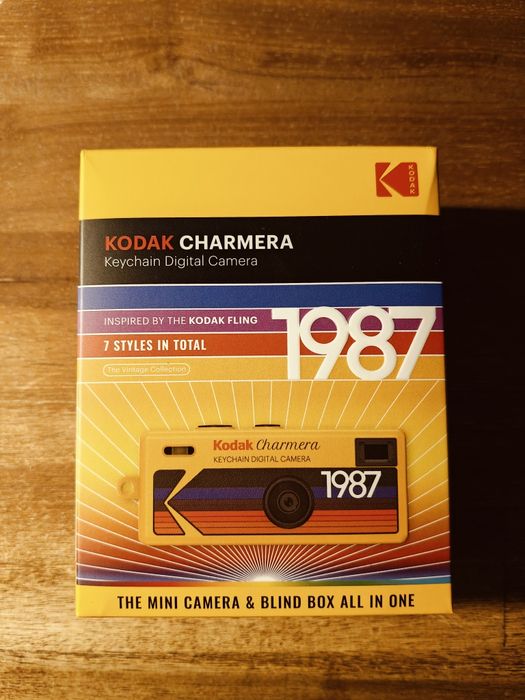 KODAK
KODAK CHARMERA
Keychain Digital Camera
INSPIRED BY THE KODAK FLING
1987
7 STYLES IN TOTAL
The Vintage Collection
Kodak Charmera
KEYCHAIN DIGITAL CAMERA
1987
THE MINI CAMERA & BLIND BOX ALL IN ONE